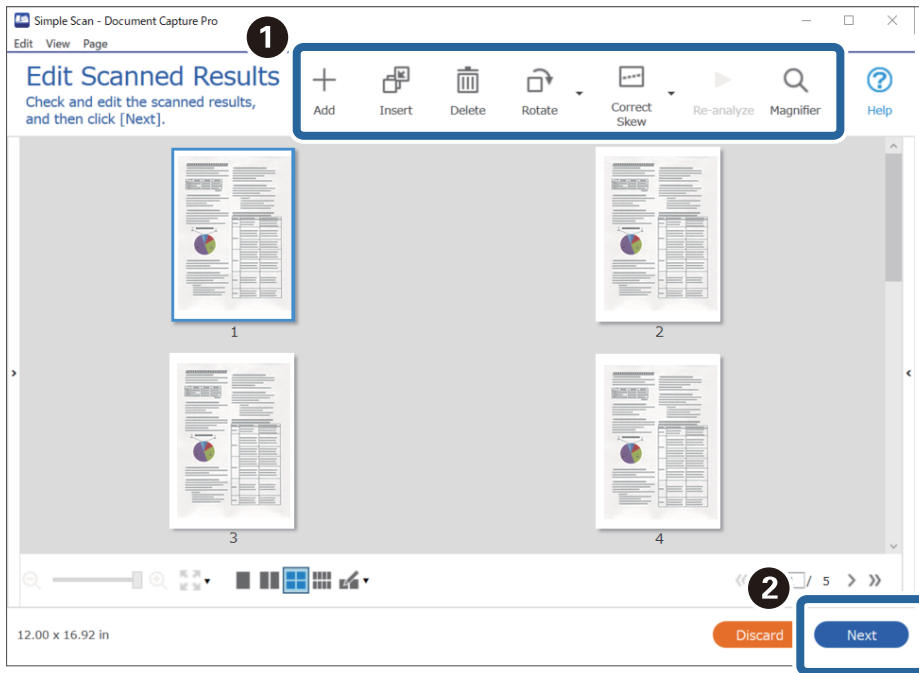 Simple Scan - Document Capture Pro
Edit View Page
1
Edit Scanned Results
Check and edit the scanned results,
and then click [Next].
Add Insert Delete Rotate Correct Skew Re-analyze Magnifier Help
1 2
3 4
/ 5
2
12.00 x 16.92 in
Discard Next